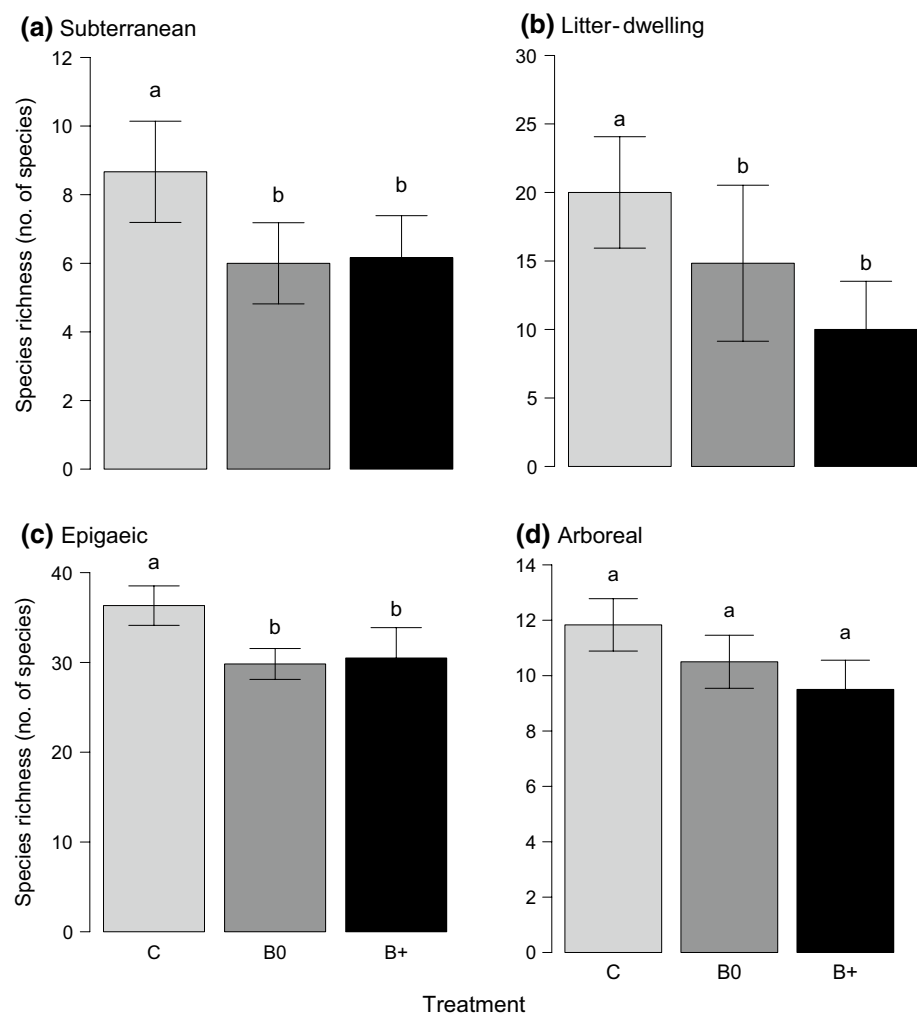 (a) Subterranean
Species richness (no. of species)
12
10
8
6
4
2
0
a
b
b
(b) Litter-dwelling
30
25
20
15
10
5
0
a
b
b
(c) Epigaeic
Species richness (no. of species)
40
30
20
10
0
a
b
b
C B0 B+
(d) Arboreal
14
12
10
8
6
4
2
0
a
a
a
C B0 B+
Treatment